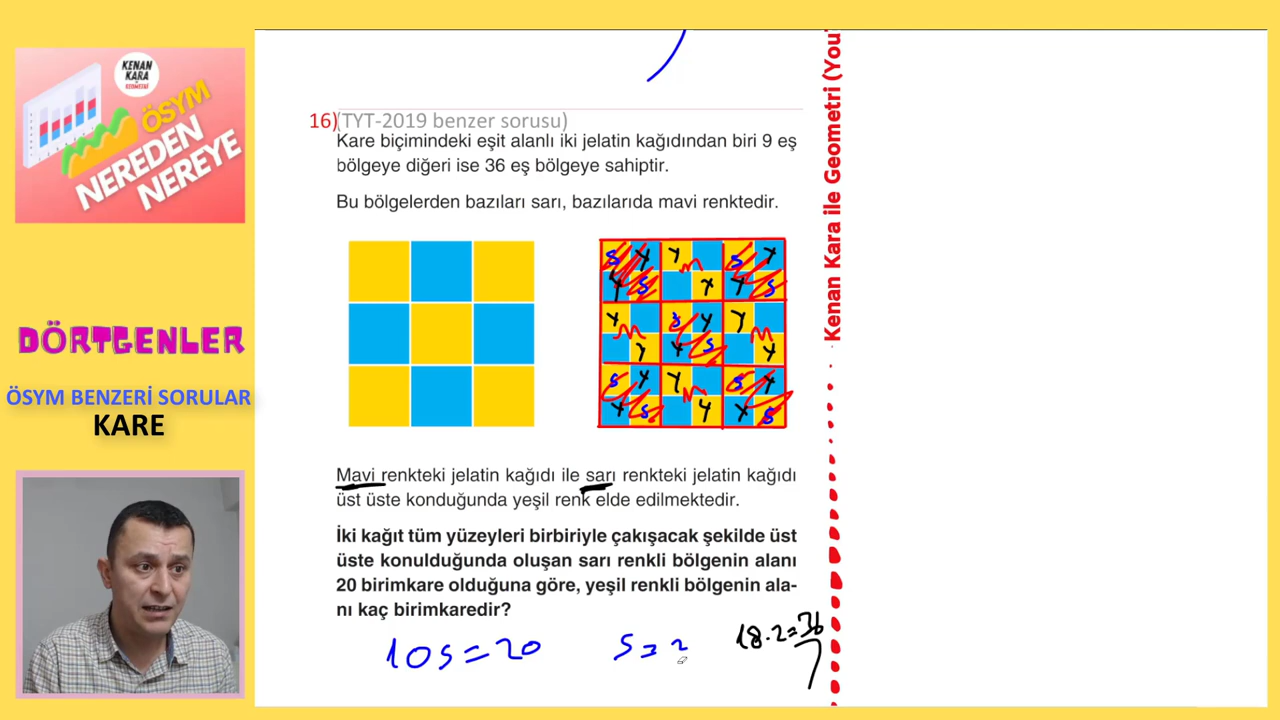 KENAN
KARA
ile
GEOMETRİ
ÖSYM
NEREDEN
NEREYE
DÖRTGENLER
ÖSYM BENZERİ SORULAR
KARE
16)(TYT-2019 benzer sorusu)
Kare biçimindeki eşit alanlı iki jelatin kağıdından biri 9 eş
bölgeye diğeri ise 36 eş bölgeye sahiptir.
Bu bölgelerden bazıları sarı, bazılarıda mavi renktedir.
S Y Y S Y
Y S m Y Y S
Y S Y Y
m Y Y S m Y
S Y Y S Y
Y S m Y Y S
Mavi renkteki jelatin kağıdı ile sarı renkteki jelatin kağıdı
üst üste konduğunda yeşil renk elde edilmektedir.
İki kağıt tüm yüzeyleri birbiriyle çakışacak şekilde üst
üste konulduğunda oluşan sarı renkli bölgenin alanı
20 birimkare olduğuna göre, yeşil renkli bölgenin ala-
nı kaç birimkaredir?
10S=20 S=2 18.2=36
Kenan Kara ile Geometri (You